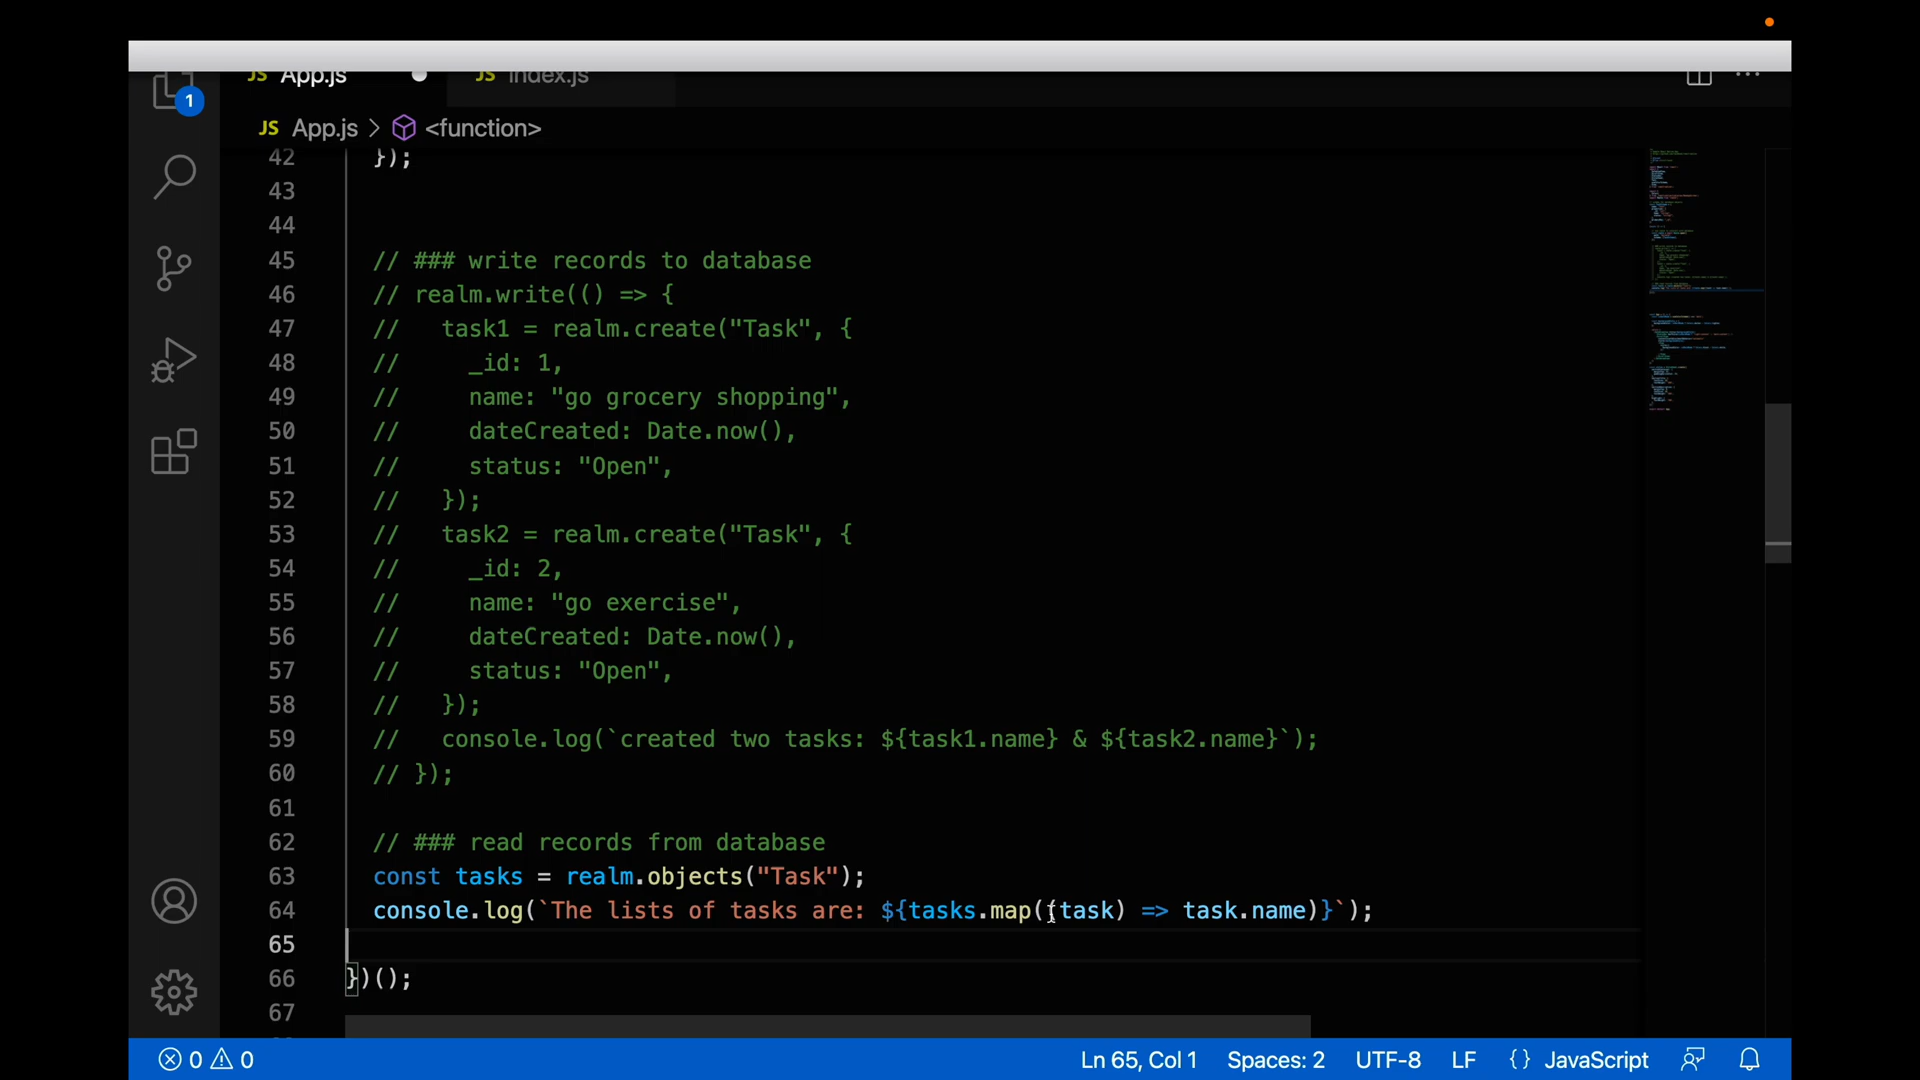 JS App.js
JS index.js
1
JS App.js > <function>
42 });
43
44
45 // ### write records to database
46 // realm.write(() => {
47 //   task1 = realm.create("Task", {
48 //     _id: 1,
49 //     name: "go grocery shopping",
50 //     dateCreated: Date.now(),
51 //     status: "Open",
52 //   });
53 //   task2 = realm.create("Task", {
54 //     _id: 2,
55 //     name: "go exercise",
56 //     dateCreated: Date.now(),
57 //     status: "Open",
58 //   });
59 //   console.log(`created two tasks: ${task1.name} & ${task2.name}`);
60 // });
61
62 // ### read records from database
63 const tasks = realm.objects("Task");
64 console.log(`The lists of tasks are: ${tasks.map((task) => task.name)}`);
65
66 })();
67
0 0 Ln 65, Col 1 Spaces: 2 UTF-8 LF {} JavaScript